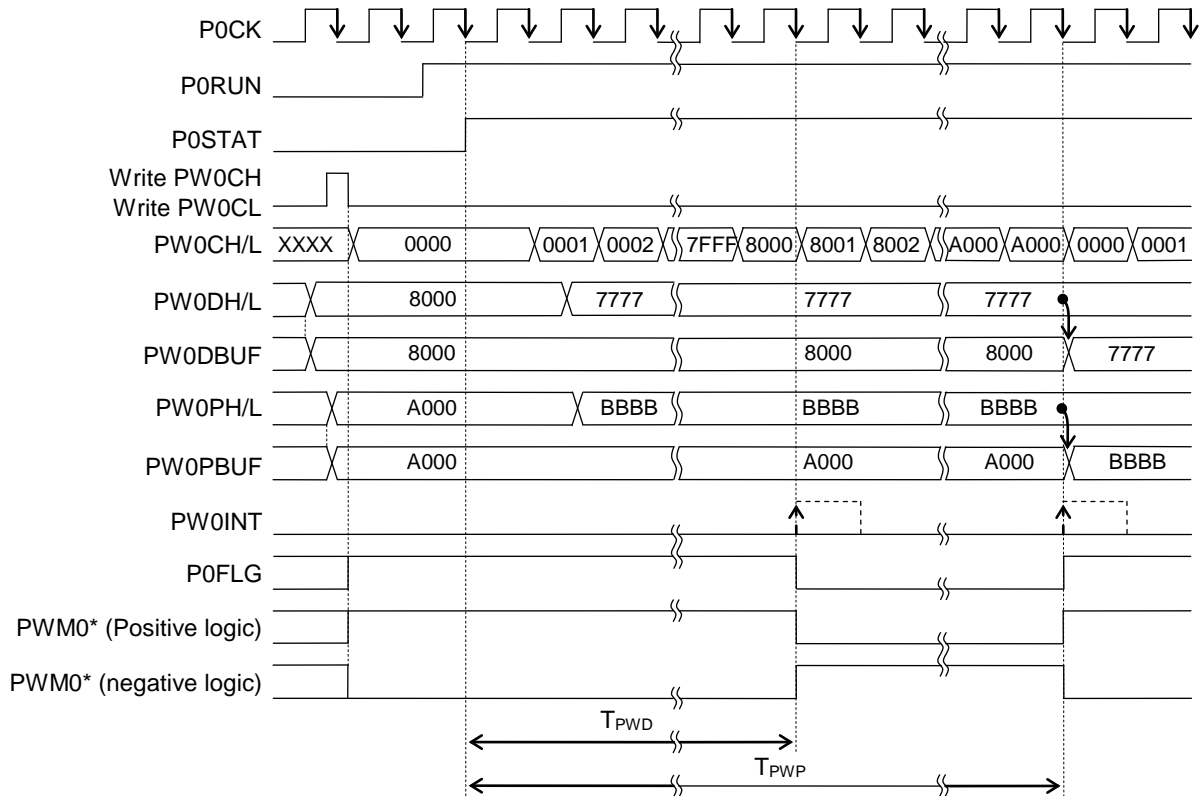 P0CK
P0RUN
P0STAT
Write PW0CH
Write PW0CL
PW0CH/L XXXX 0000 0001 0002 7FFF 8000 8001 8002 A000 A000 0000 0001
PW0DH/L 8000 7777 7777 7777
PW0DBUF 8000 8000 8000 7777
PW0PH/L A000 BBBB BBBB BBBB
PW0PBUF A000 A000 A000 BBBB
PW0INT
P0FLG
PWM0* (Positive logic)
PWM0* (negative logic)
TPWD
TPWP